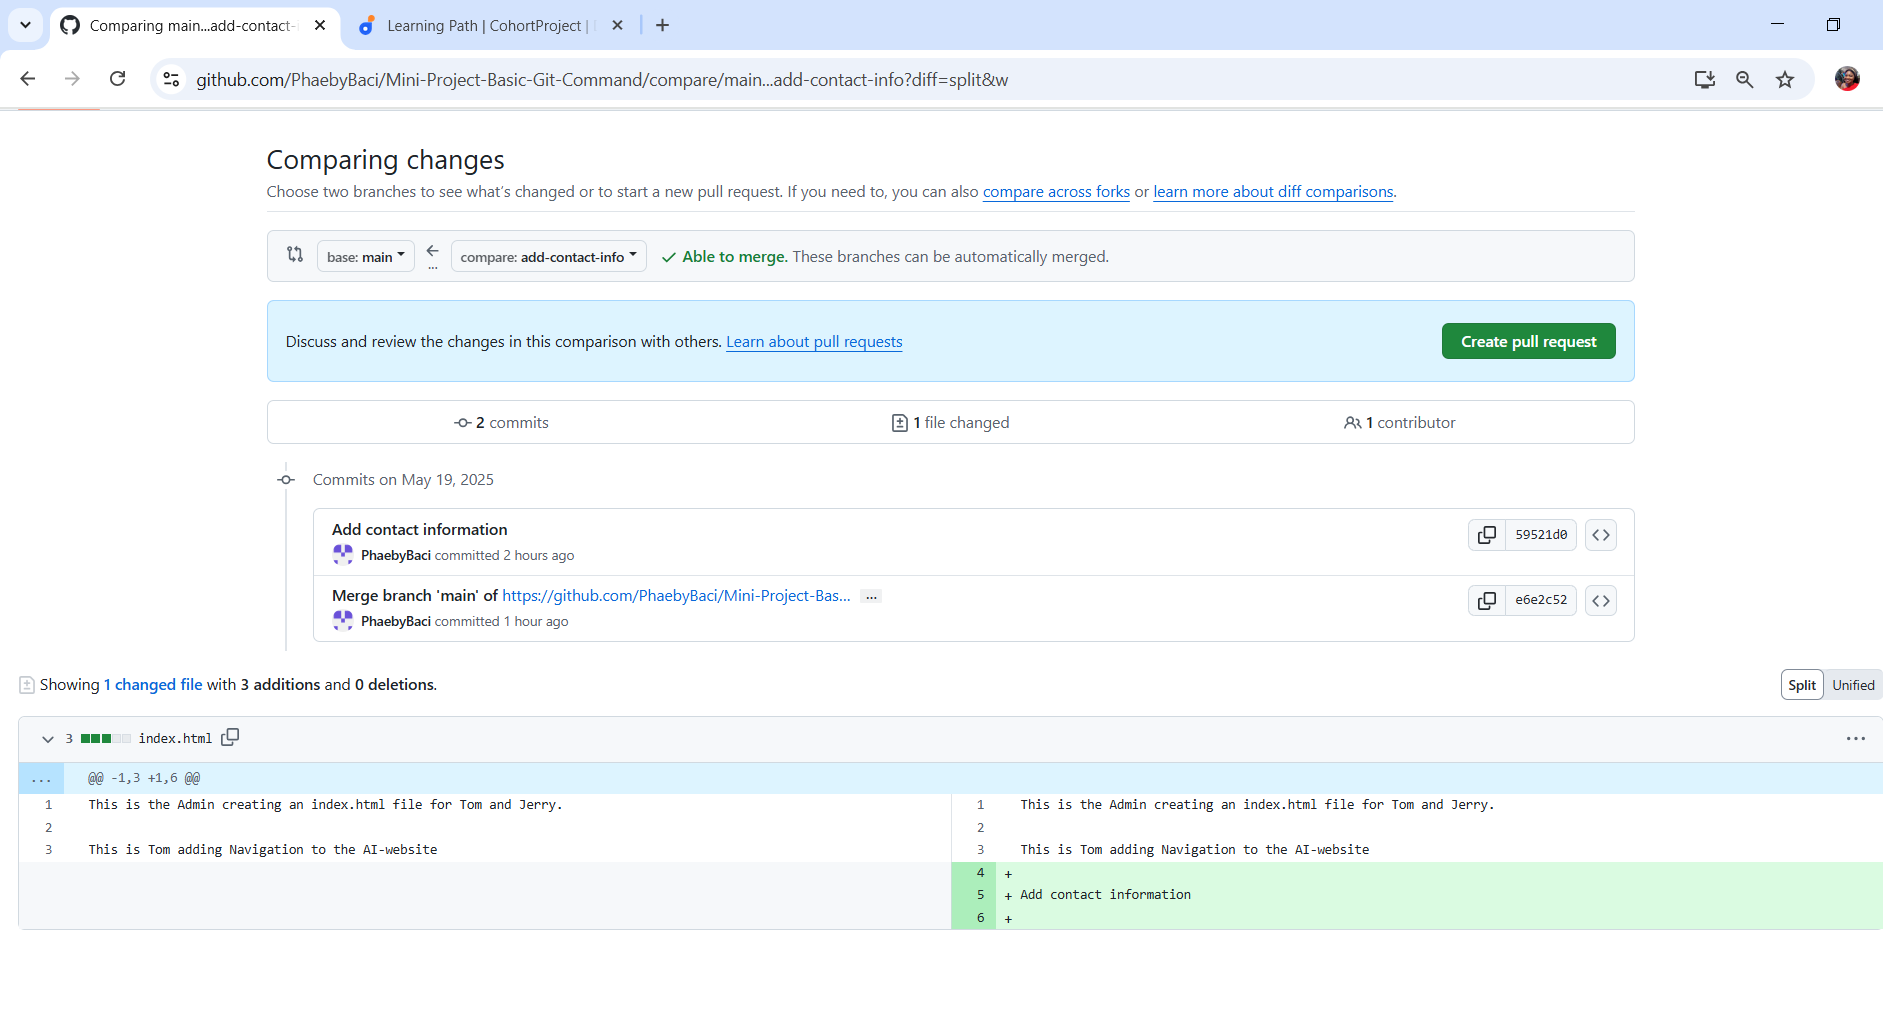 Comparing main...add-contact-i
Learning Path | CohortProject |
github.com/PhaebyBaci/Mini-Project-Basic-Git-Command/compare/main...add-contact-info?diff=split&w
Comparing changes
Choose two branches to see what's changed or to start a new pull request. If you need to, you can also compare across forks or learn more about diff comparisons.
base: main
...
compare: add-contact-info
Able to merge. These branches can be automatically merged.
Discuss and review the changes in this comparison with others. Learn about pull requests
Create pull request
2 commits
1 file changed
1 contributor
Commits on May 19, 2025
Add contact information
59521d0
PhaebyBaci committed 2 hours ago
Merge branch 'main' of https://github.com/PhaebyBaci/Mini-Project-Bas... ...
e6e2c52
PhaebyBaci committed 1 hour ago
Showing 1 changed file with 3 additions and 0 deletions.
Split Unified
3 index.html
... @@ -1,3 +1,6 @@
1 This is the Admin creating an index.html file for Tom and Jerry.
2
3 This is Tom adding Navigation to the AI-website
1 This is the Admin creating an index.html file for Tom and Jerry.
2
3 This is Tom adding Navigation to the AI-website
4 +
5 + Add contact information
6 +